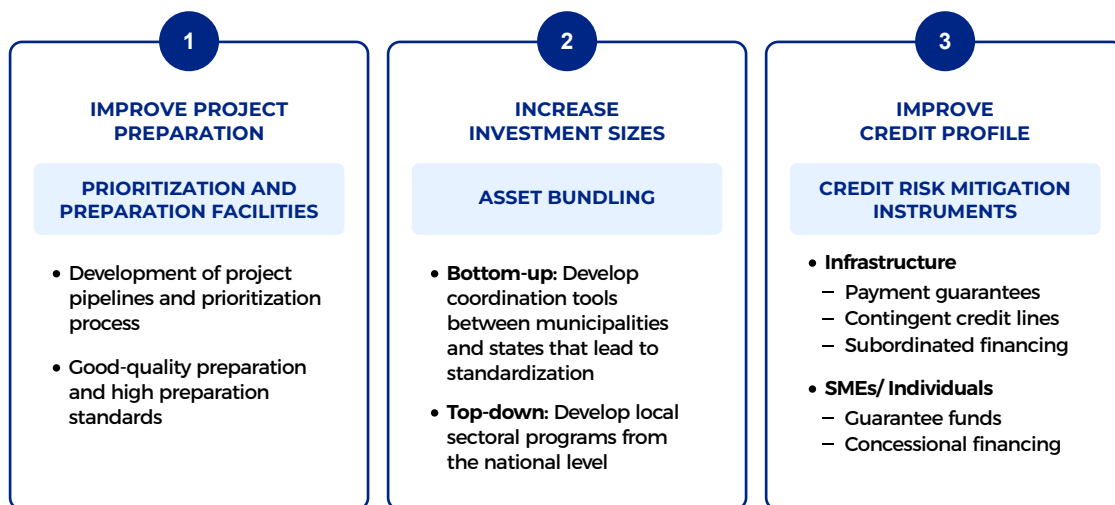 1
IMPROVE PROJECT
PREPARATION
PRIORITIZATION AND
PREPARATION FACILITIES
• Development of project
pipelines and prioritization
process
• Good-quality preparation
and high preparation
standards
2
INCREASE
INVESTMENT SIZES
ASSET BUNDLING
• Bottom-up: Develop
coordination tools
between municipalities
and states that lead to
standardization
• Top-down: Develop local
sectoral programs from
the national level
3
IMPROVE
CREDIT PROFILE
CREDIT RISK MITIGATION
INSTRUMENTS
• Infrastructure
– Payment guarantees
– Contingent credit lines
– Subordinated financing
• SMEs/ Individuals
– Guarantee funds
– Concessional financing